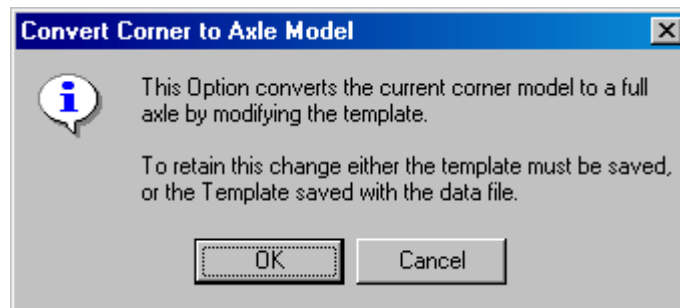 Convert Corner to Axle Model
This Option converts the current corner model to a full
axle by modifying the template.
To retain this change either the template must be saved,
or the Template saved with the data file.
OK
Cancel